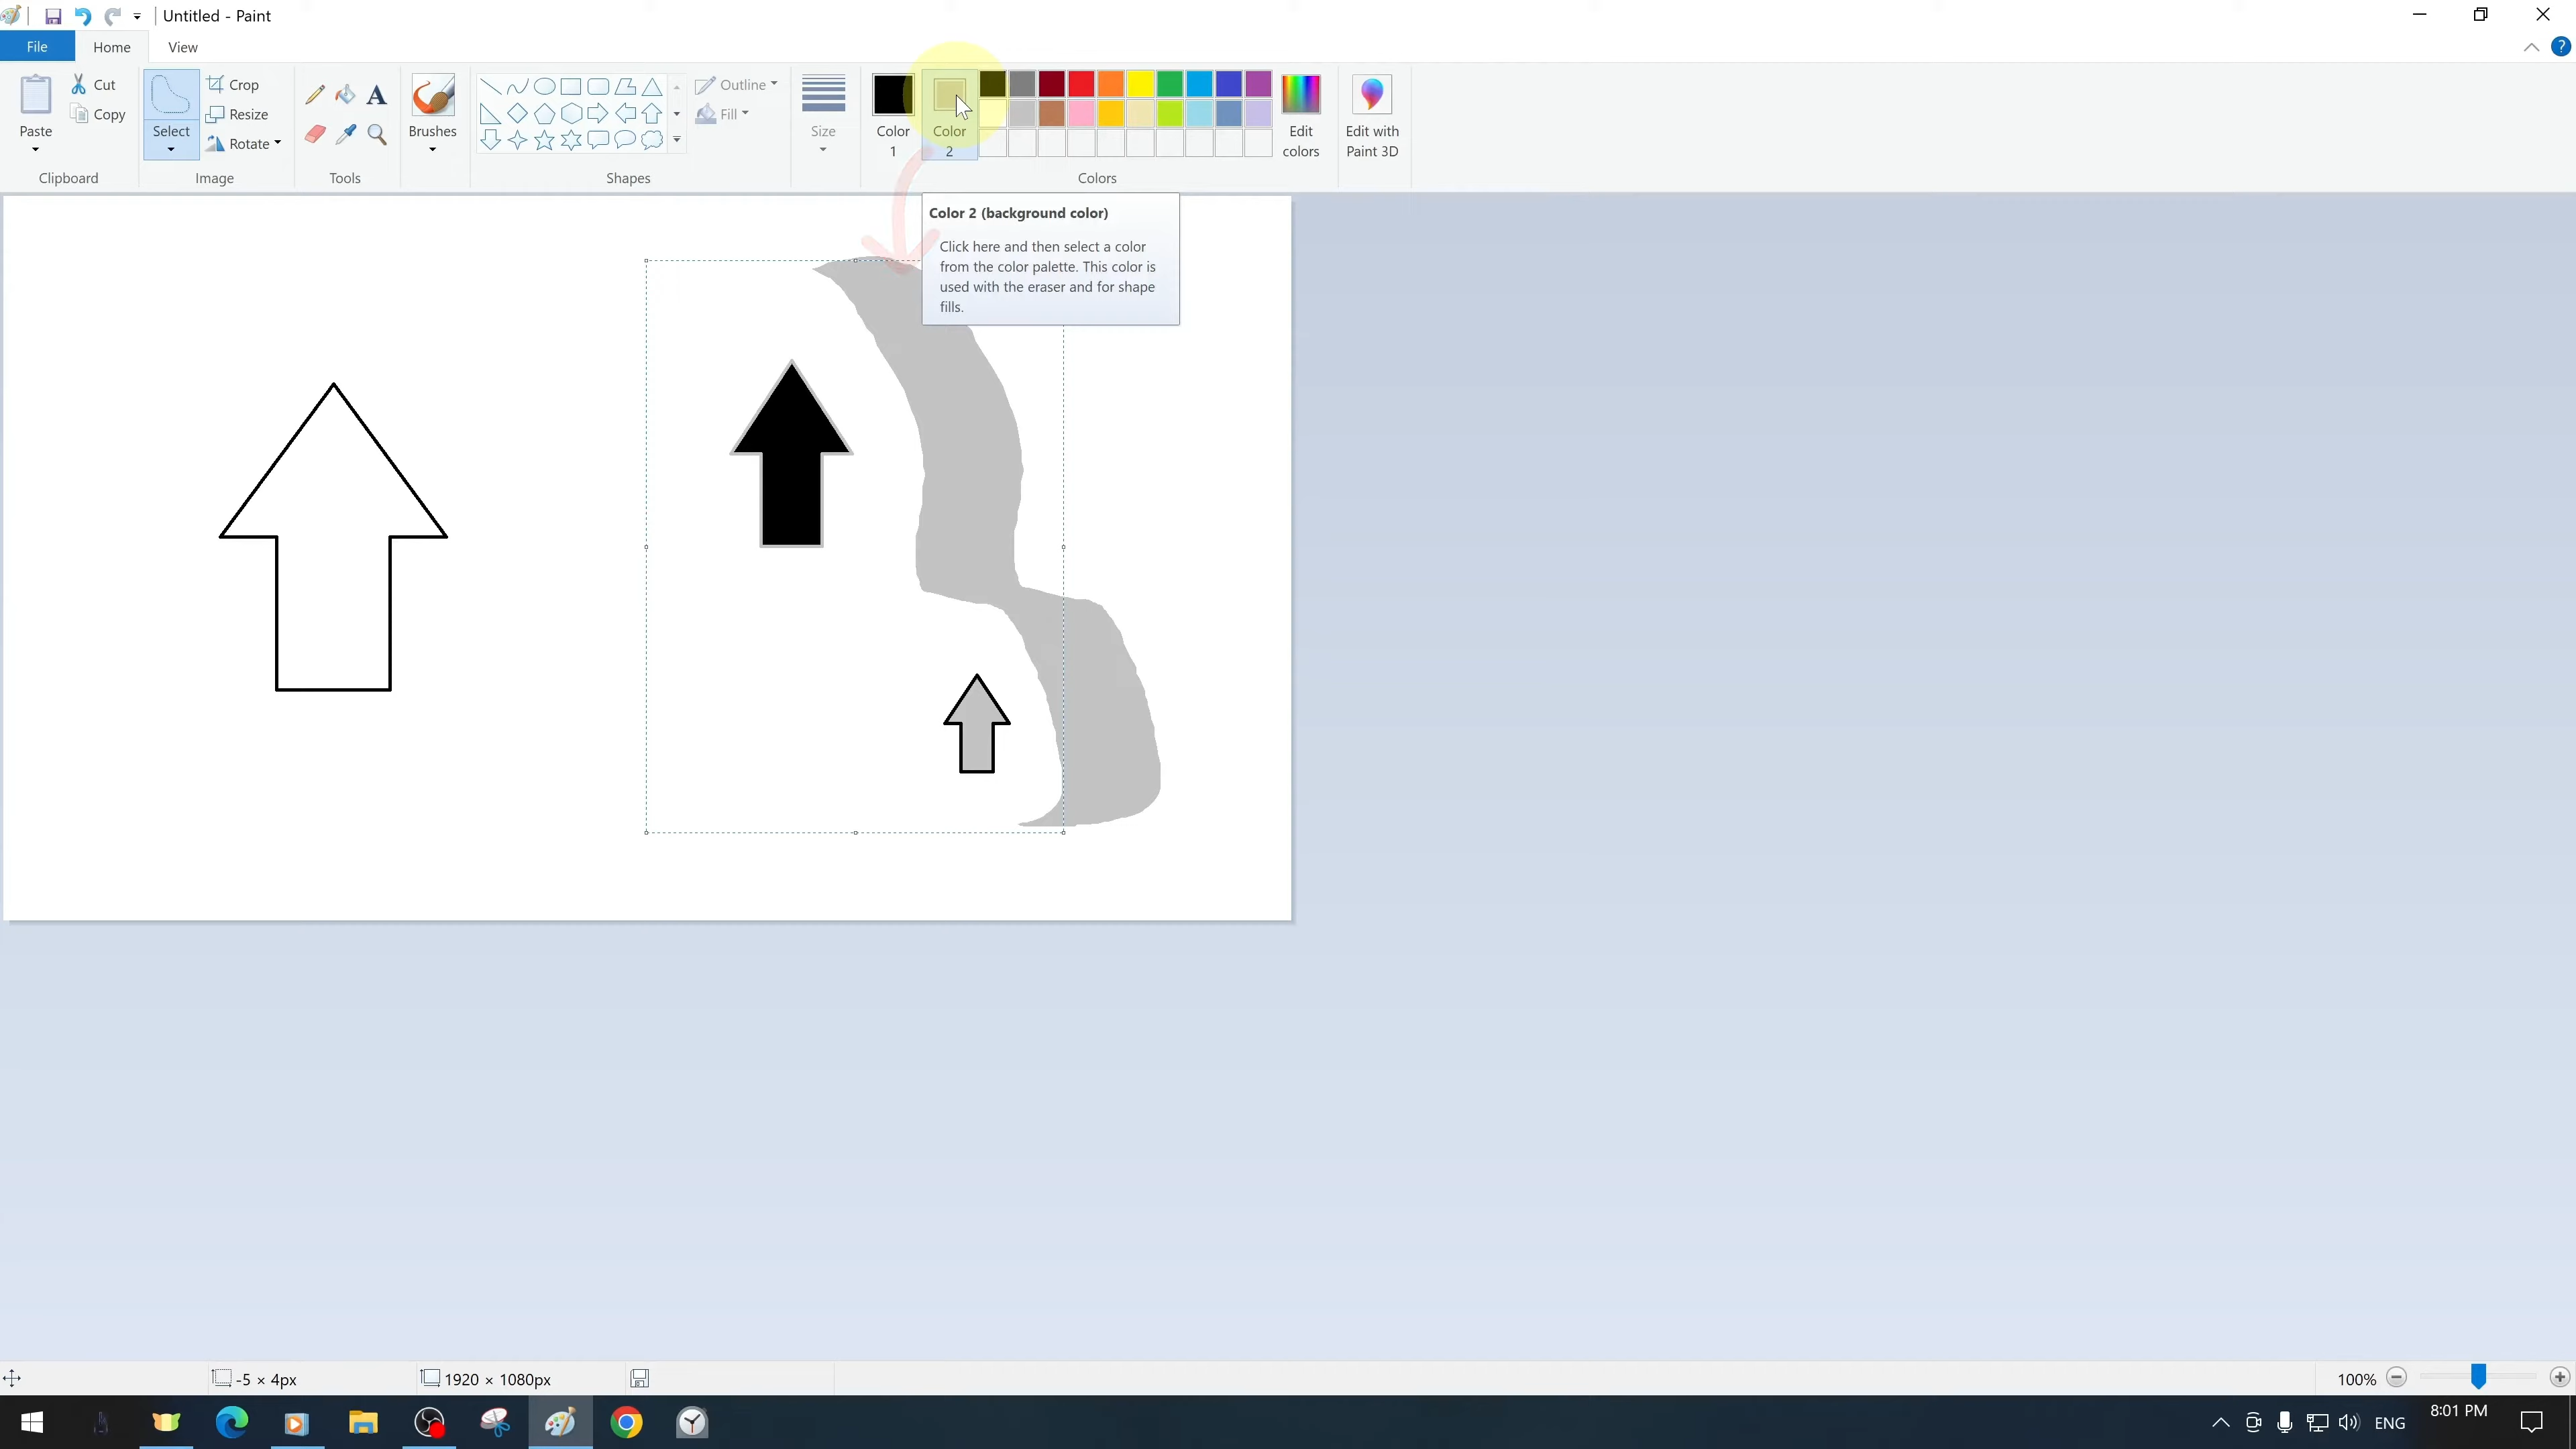 Untitled - Paint
File
Home
View
Paste
Cut
Copy
Clipboard
Select
Crop
Resize
Rotate
Image
A
Tools
Brushes
Shapes
Outline
Fill
Size
Color
1
Color
2
Colors
Edit
colors
Edit with
Paint 3D
Color 2 (background color)
Click here and then select a color
from the color palette. This color is
used with the eraser and for shape
fills.
-5 × 4px
1920 × 1080px
100%
ENG
8:01 PM